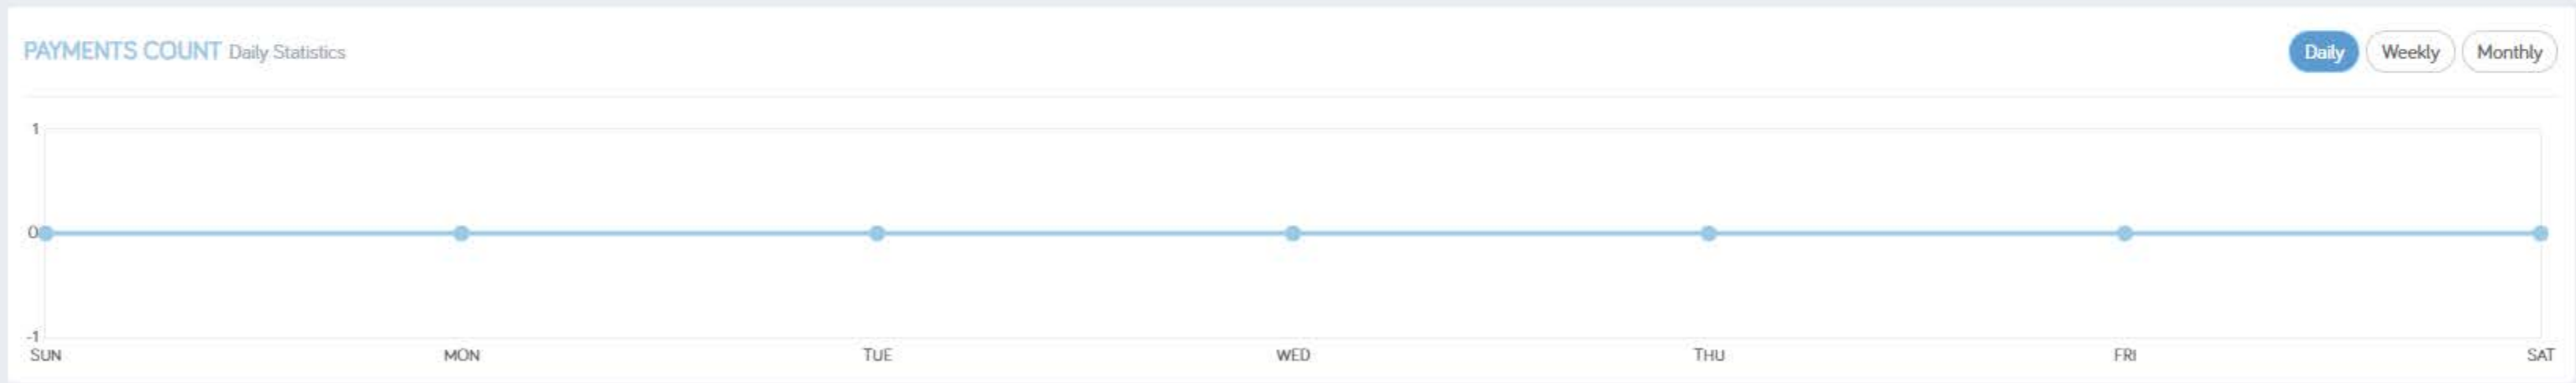 PAYMENTS COUNT Daily Statistics Daily Weekly Monthly
1
0
-1
SUN MON TUE WED THU FRI SAT